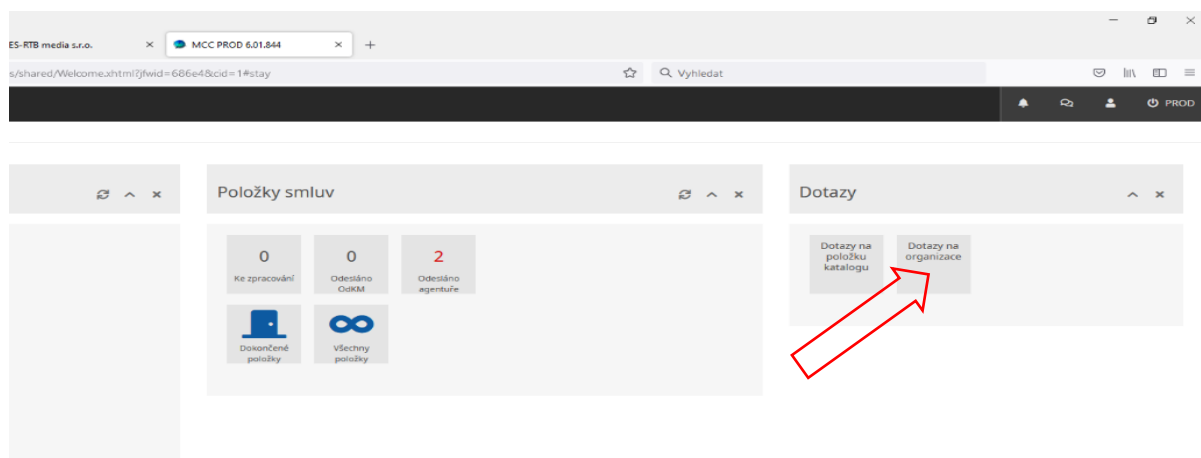 ES-RTB media s.r.o.
MCC PROD 6.01.844
s/shared/Welcome.xhtml?jfwid=686e4&cid=1#stay
Vyhledat
PROD
Položky smluv
Dotazy
0
Ke zpracování
0
Odesláno
OdKM
2
Odesláno
agentuře
Dokončené
položky
Všechny
položky
Dotazy na
položku
katalogu
Dotazy na
organizace